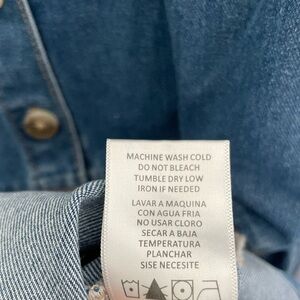 MACHINE WASH COLD
DO NOT BLEACH
TUMBLE DRY LOW
IRON IF NEEDED
LAVAR A MAQUINA
CON AGUA FRIA
NO USAR CLORO
SECAR A BAJA
TEMPERATURA
PLANCHAR
SISE NECESITE